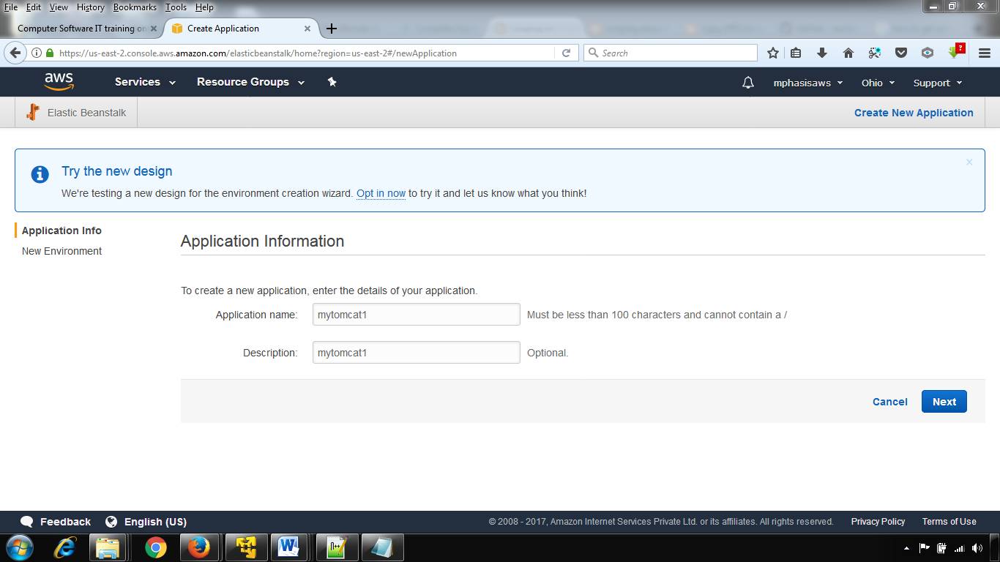 File Edit View History Bookmarks Tools Help
Computer Software IT training on
Create Application
https://us-east-2.console.aws.amazon.com/elasticbeanstalk/home?region=us-east-2#/newApplication
Search
aws Services Resource Groups mphasisaws Ohio Support
Elastic Beanstalk Create New Application
Try the new design
We're testing a new design for the environment creation wizard. Opt in now to try it and let us know what you think!
Application Info
New Environment
Application Information
To create a new application, enter the details of your application.
Application name: mytomcat1 Must be less than 100 characters and cannot contain a /
Description: mytomcat1 Optional.
Cancel Next
Feedback English (US) © 2008 - 2017, Amazon Internet Services Private Ltd. or its affiliates. All rights reserved. Privacy Policy Terms of Use